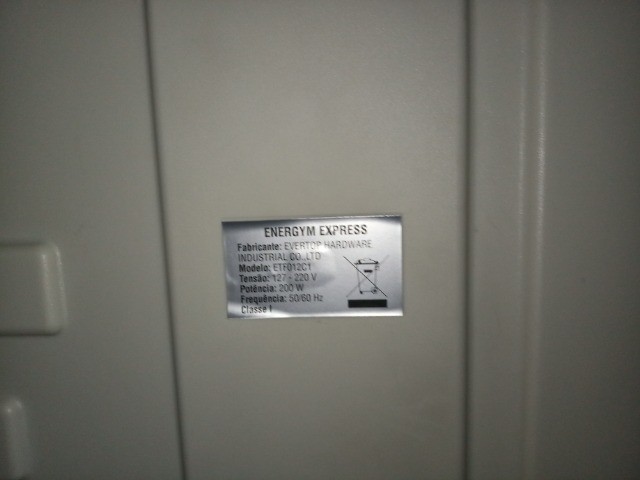 ENERGYM EXPRESS
Fabricante: EVERTOP HARDWARE
INDUSTRIAL CO.,LTD
Modelo: ETF012C1
Tensão: 127 - 220 V
Potência: 200 W
Frequência: 50/60 Hz
Classe I